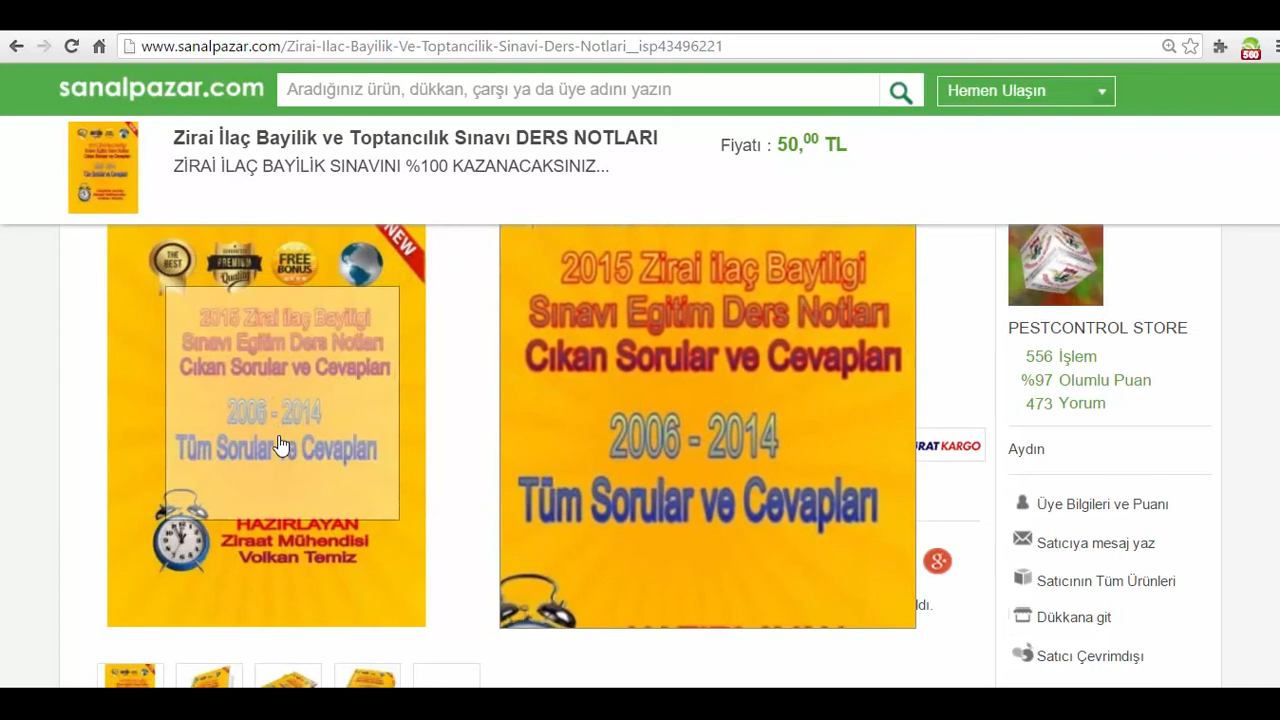 www.sanalpazar.com/Zirai-Ilac-Bayilik-Ve-Toptancilik-Sinavi-Ders-Notlari__isp43496221
560
sanalpazar.com
Aradığınız ürün, dükkan, çarşı ya da üye adını yazın
Hemen Ulaşın
Zirai İlaç Bayilik ve Toptancılık Sınavı DERS NOTLARI
ZİRAİ İLAÇ BAYİLİK SINAVINI %100 KAZANACAKSINIZ...
Fiyatı : 50,00 TL
THE BEST
PREMIUM
Quality
FREE
BONUS
NEW
2015 Zirai ilaç Bayiligi
Sınavı Egitim Ders Notları
Cıkan Sorular ve Cevapları
2006 - 2014
Tüm Sorular ve Cevapları
HAZIRLAYAN
Ziraat Mühendisi
Volkan Temiz
2015 Zirai ilaç Bayiligi
Sınavı Egitim Ders Notları
Cıkan Sorular ve Cevapları
2006 - 2014
Tüm Sorular ve Cevapları
KARGO
ldı.
PESTCONTROL STORE
556 İşlem
%97 Olumlu Puan
473 Yorum
Aydın
Üye Bilgileri ve Puanı
Satıcıya mesaj yaz
Satıcının Tüm Ürünleri
Dükkana git
Satıcı Çevrimdışı